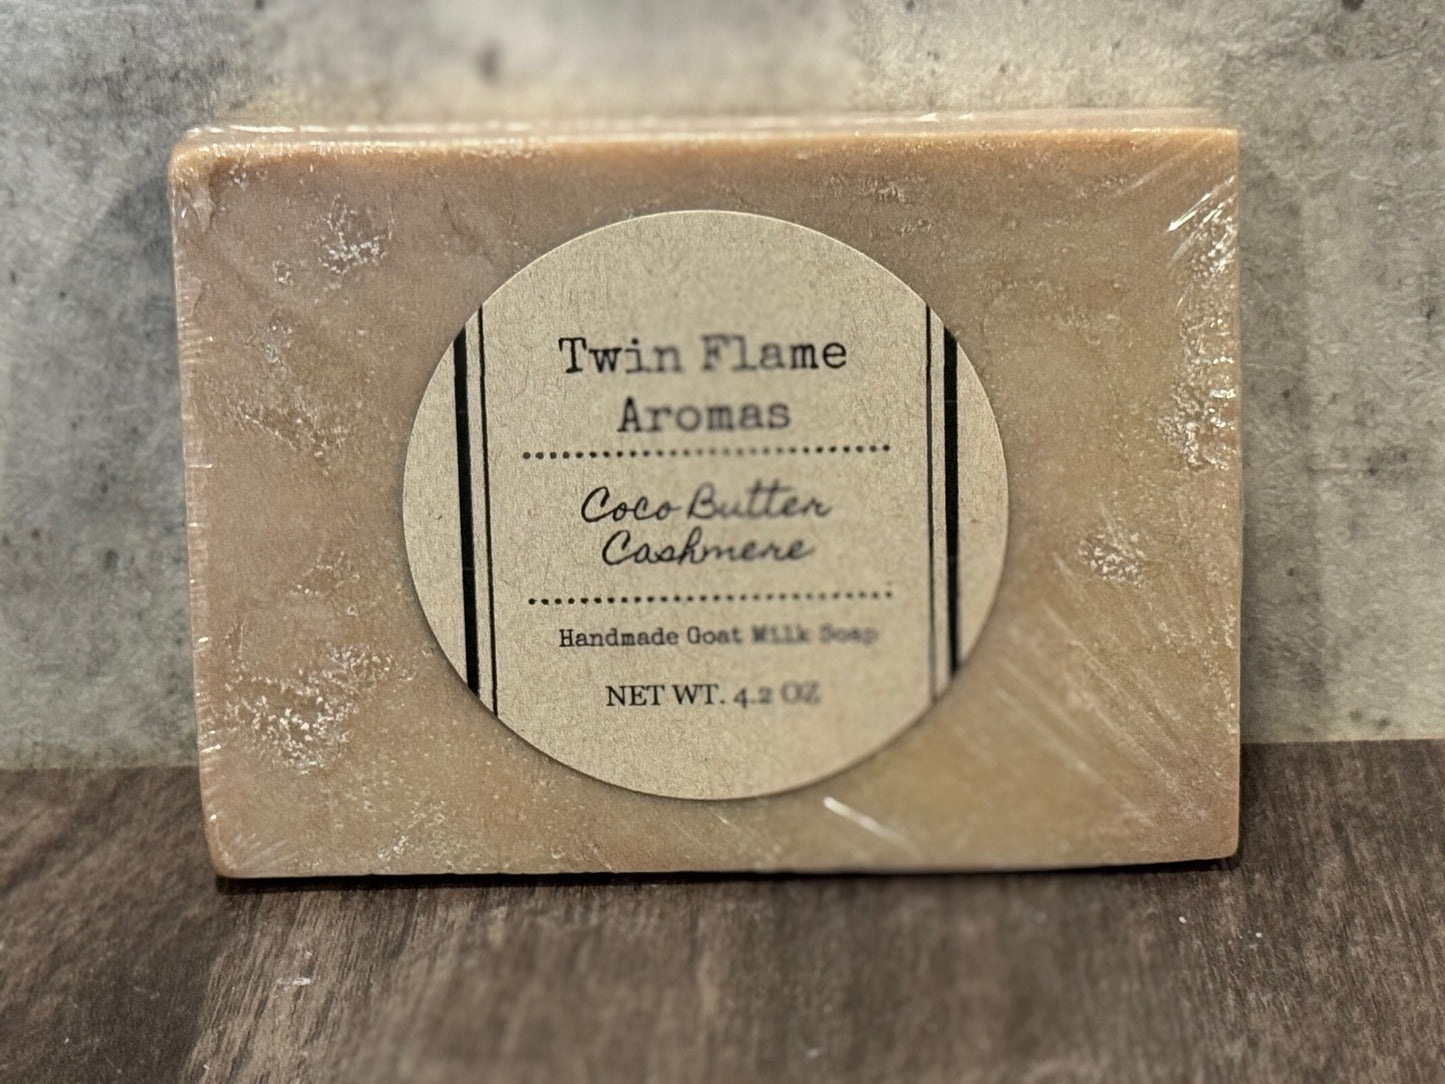 Twin Flame
Aromas
Coco Butter
Cashmere
Handmade Goat Milk Soap
NET WT. 4.2 OZ